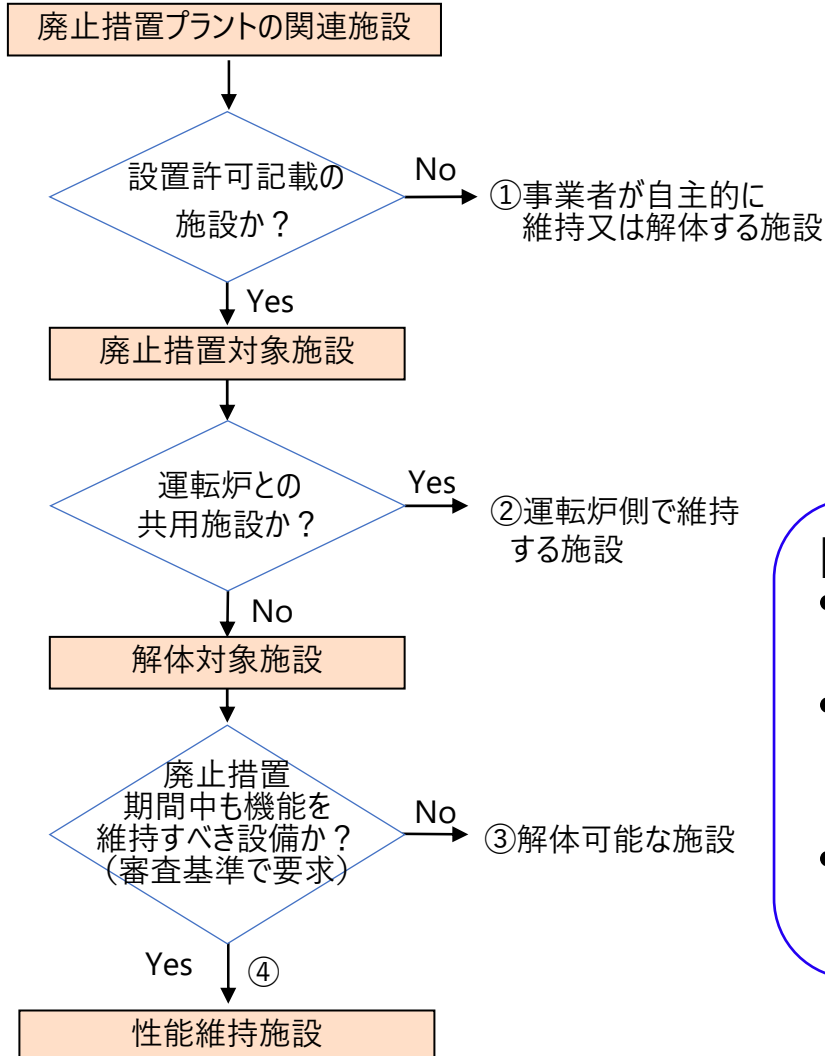 廃止措置プラントの関連施設
設置許可記載の
施設か？
No
①事業者が自主的に
維持又は解体する施設
Yes
廃止措置対象施設
運転炉との
共用施設か？
Yes
②運転炉側で維持
する施設
No
解体対象施設
廃止措置
期間中も機能を
維持すべき設備か？
（審査基準で要求）
No
③解体可能な施設
Yes
④
性能維持施設